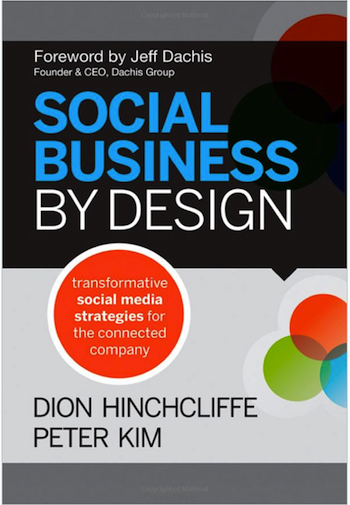 Foreword by Jeff Dachis
Founder & CEO, Dachis Group
SOCIAL
BUSINESS
BY DESIGN
transformative
social media
strategies for
the connected
company
DION HINCHCLIFFE
PETER KIM